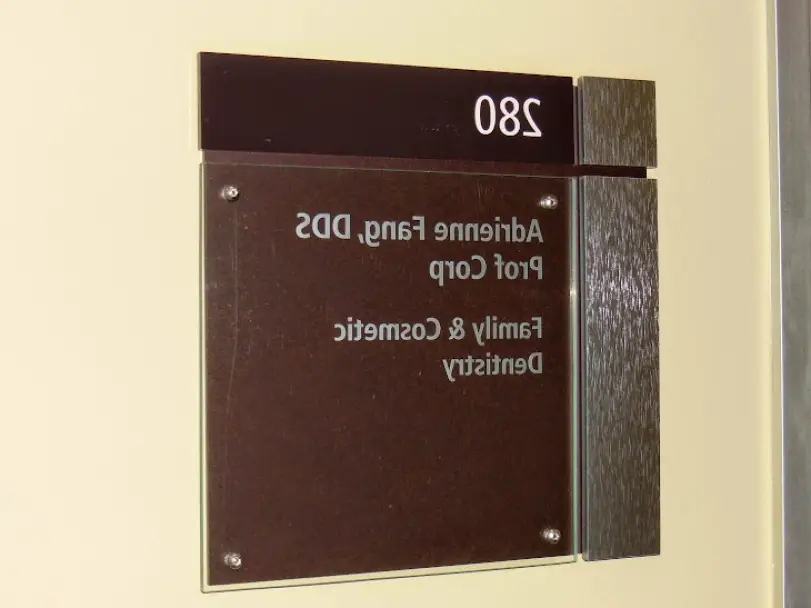 280
Adrienne Fang, DDS
Prof Corp
Family & Cosmetic
Dentistry